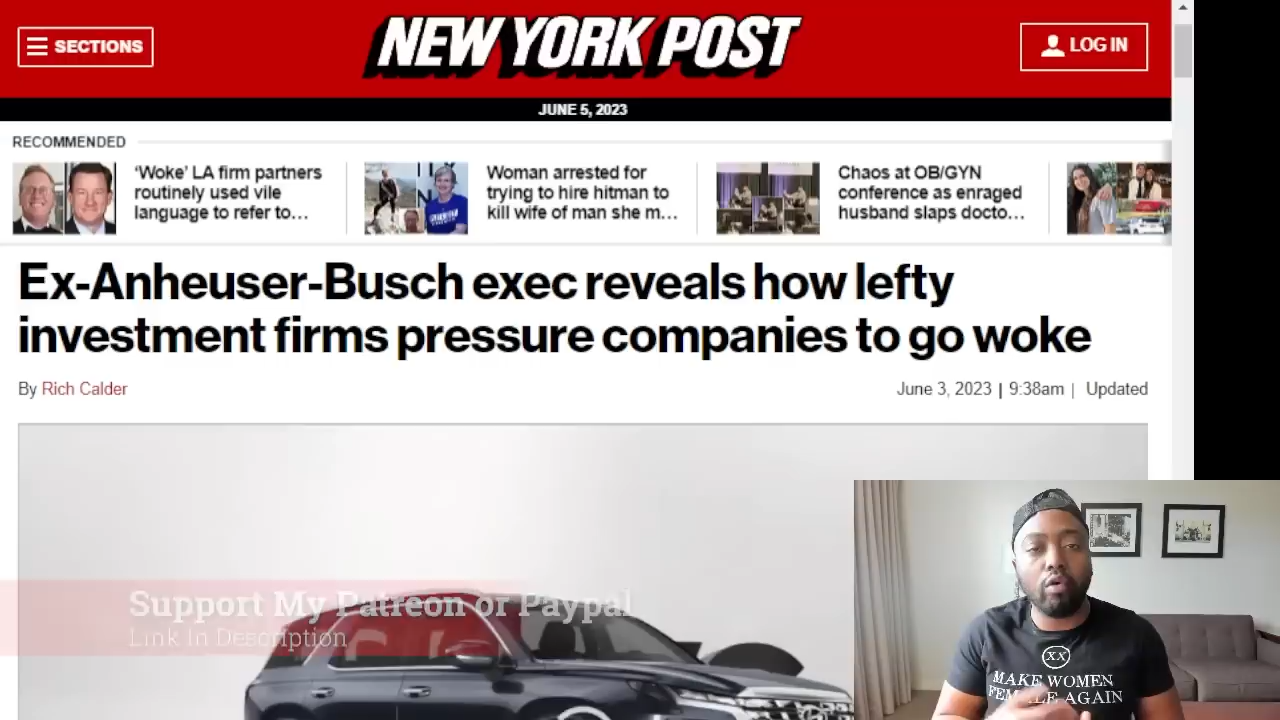 SECTIONS
NEW YORK POST
LOG IN
JUNE 5, 2023
RECOMMENDED
‘Woke’ LA firm partners
routinely used vile
language to refer to...
Woman arrested for
trying to hire hitman to
kill wife of man she m...
Chaos at OB/GYN
conference as enraged
husband slaps docto...
Ex-Anheuser-Busch exec reveals how lefty
investment firms pressure companies to go woke
By Rich Calder
June 3, 2023 | 9:38am | Updated
Support My Patreon or Paypal
Link In Description
XX
MAKE WOMEN
FEMALE AGAIN